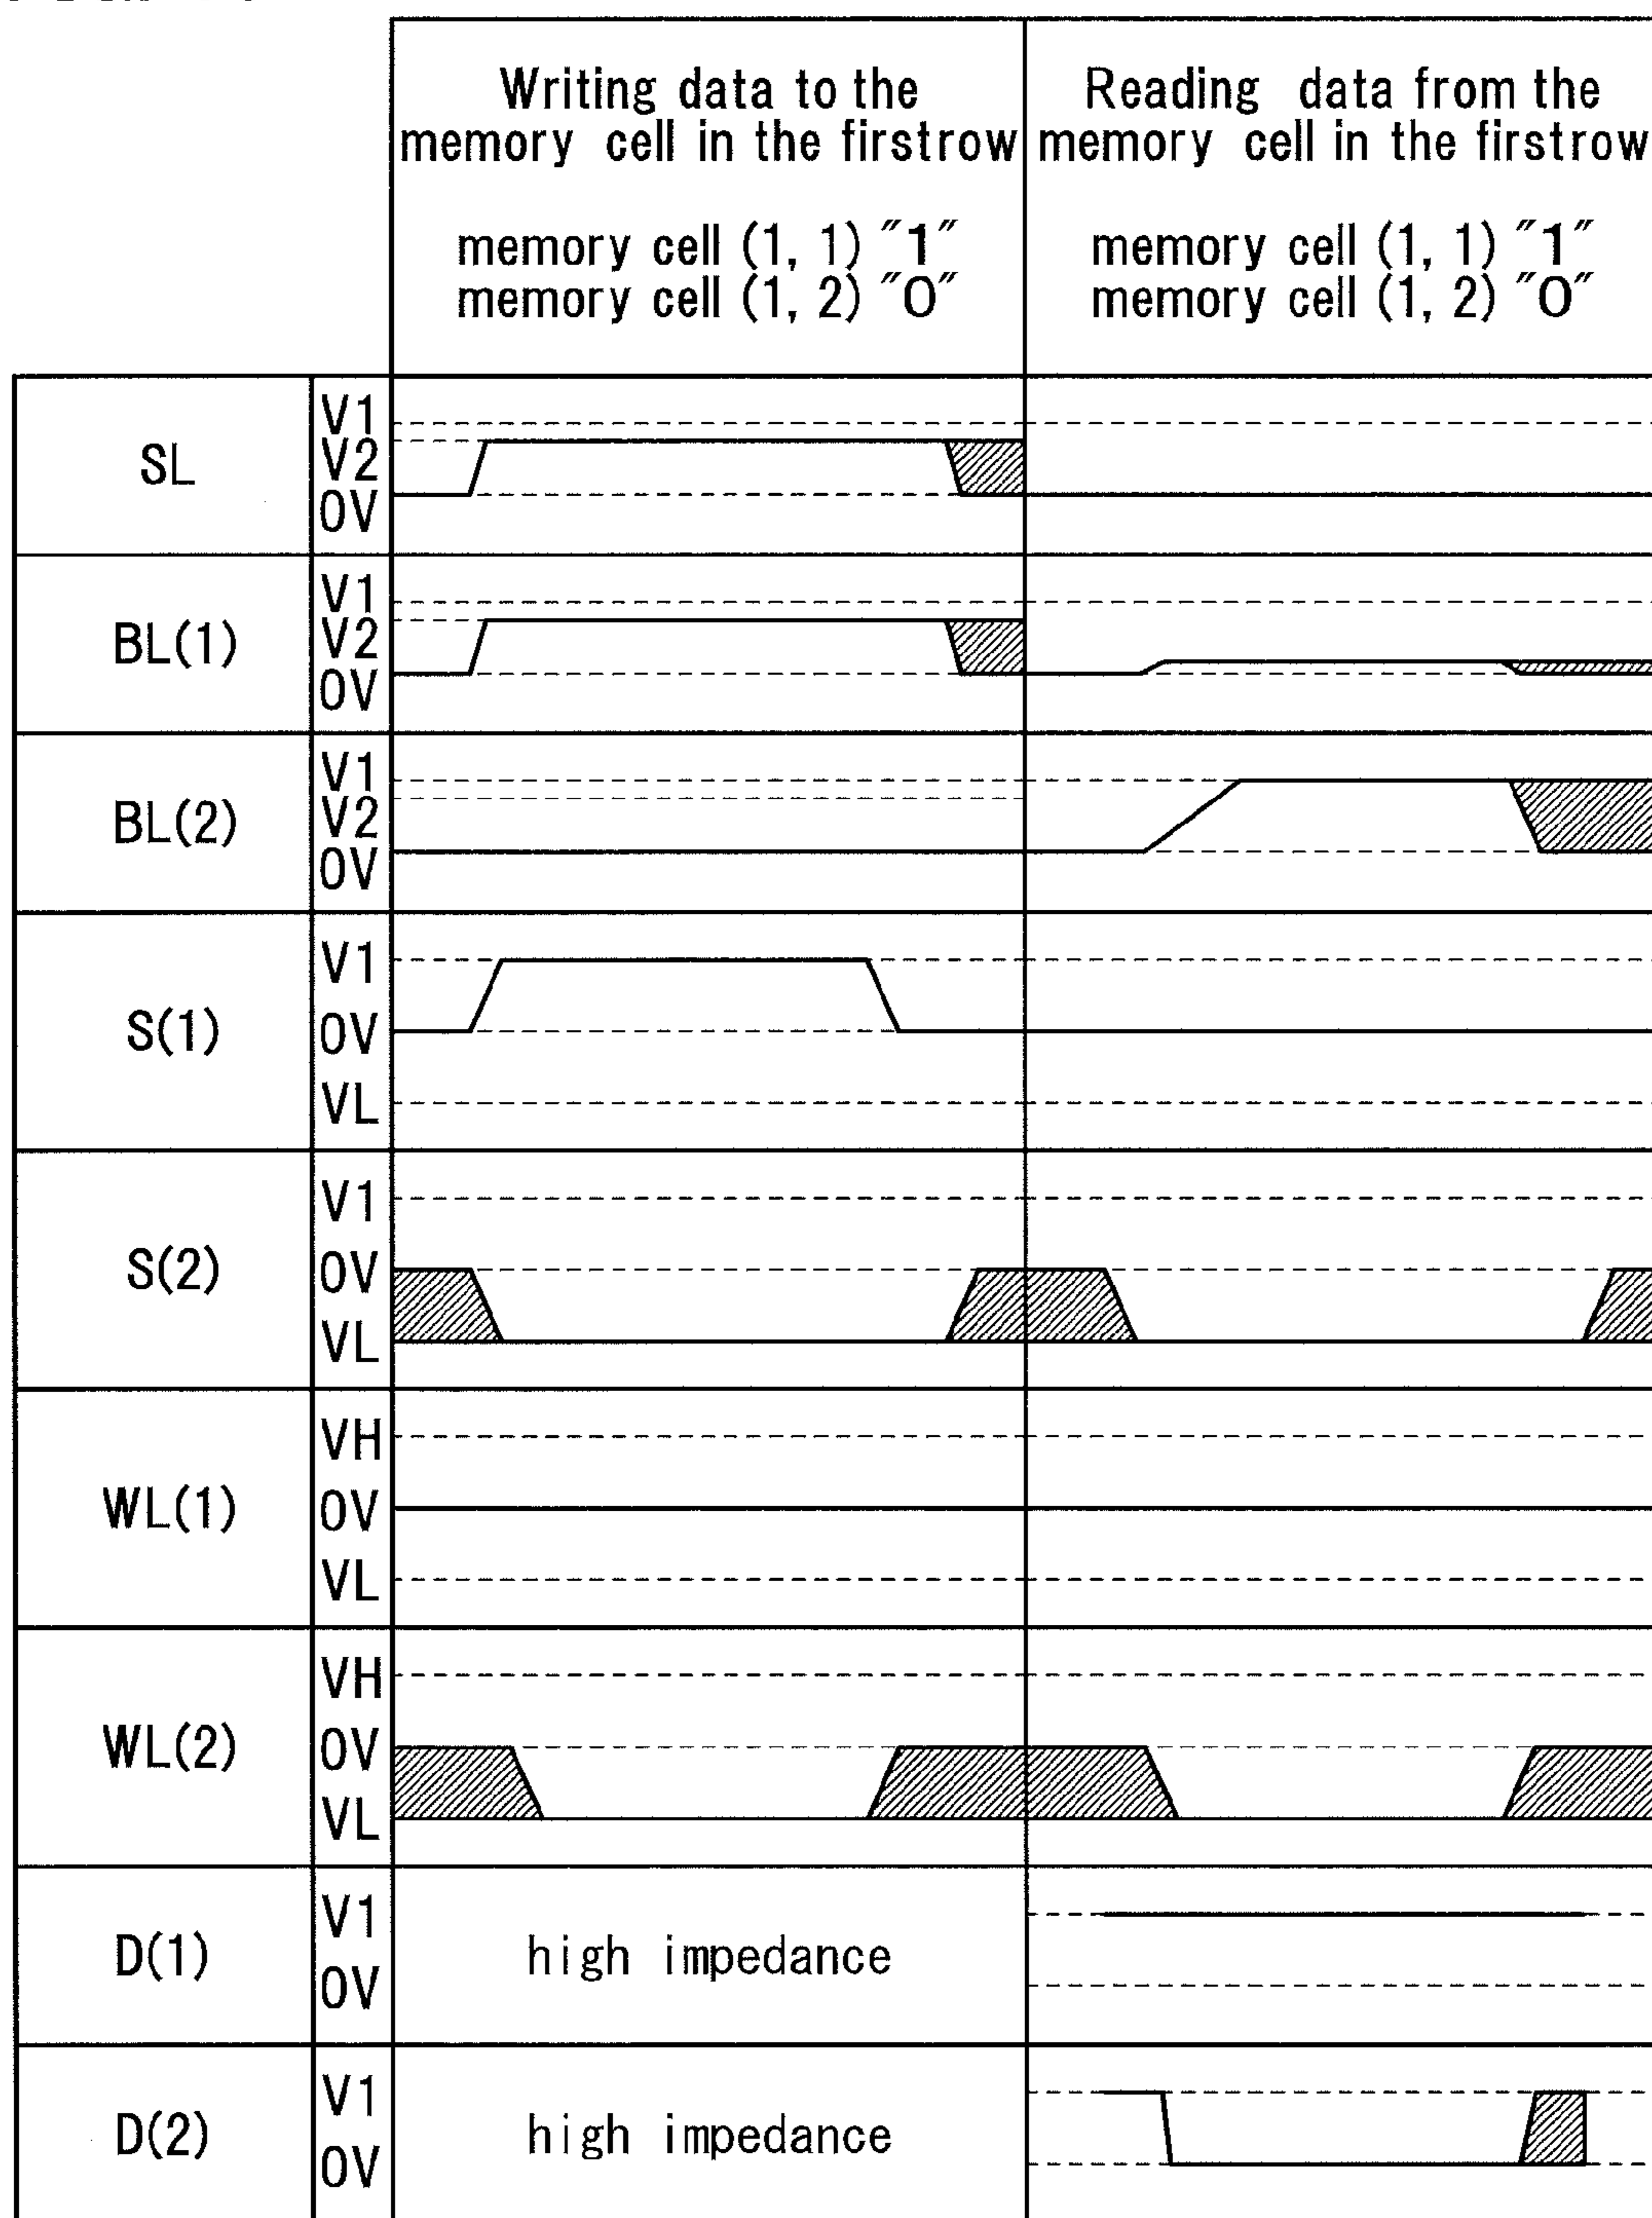 Writing data to the
memory cell in the firstrow
memory cell (1, 1) "1"
memory cell (1, 2) "0"
Reading data from the
memory cell in the firstrow
memory cell (1, 1) "1"
memory cell (1, 2) "0"
SL
V1
V2
0V
BL(1)
V1
V2
0V
BL(2)
V1
V2
0V
S(1)
V1
0V
VL
S(2)
V1
0V
VL
WL(1)
VH
0V
VL
WL(2)
VH
0V
VL
D(1)
V1
0V
high impedance
D(2)
V1
0V
high impedance